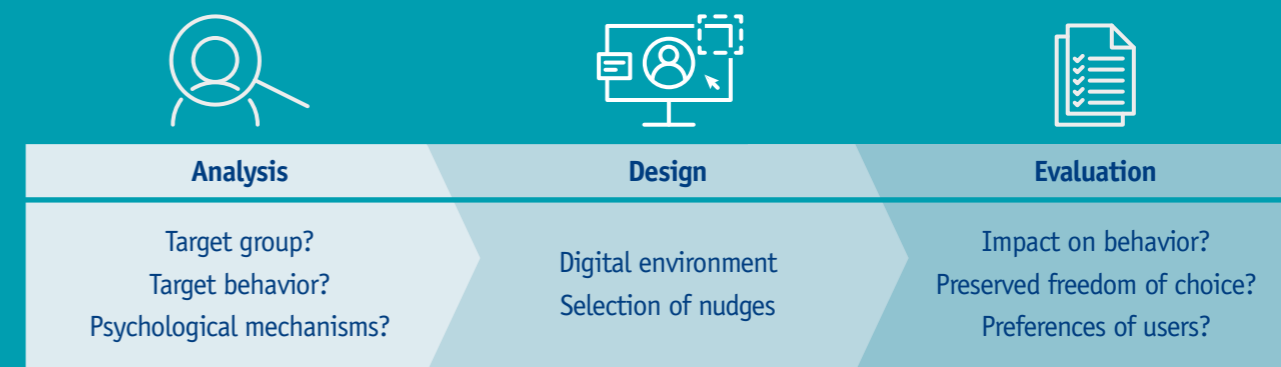 Analysis
Target group?
Target behavior?
Psychological mechanisms?
Design
Digital environment
Selection of nudges
Evaluation
Impact on behavior?
Preserved freedom of choice?
Preferences of users?